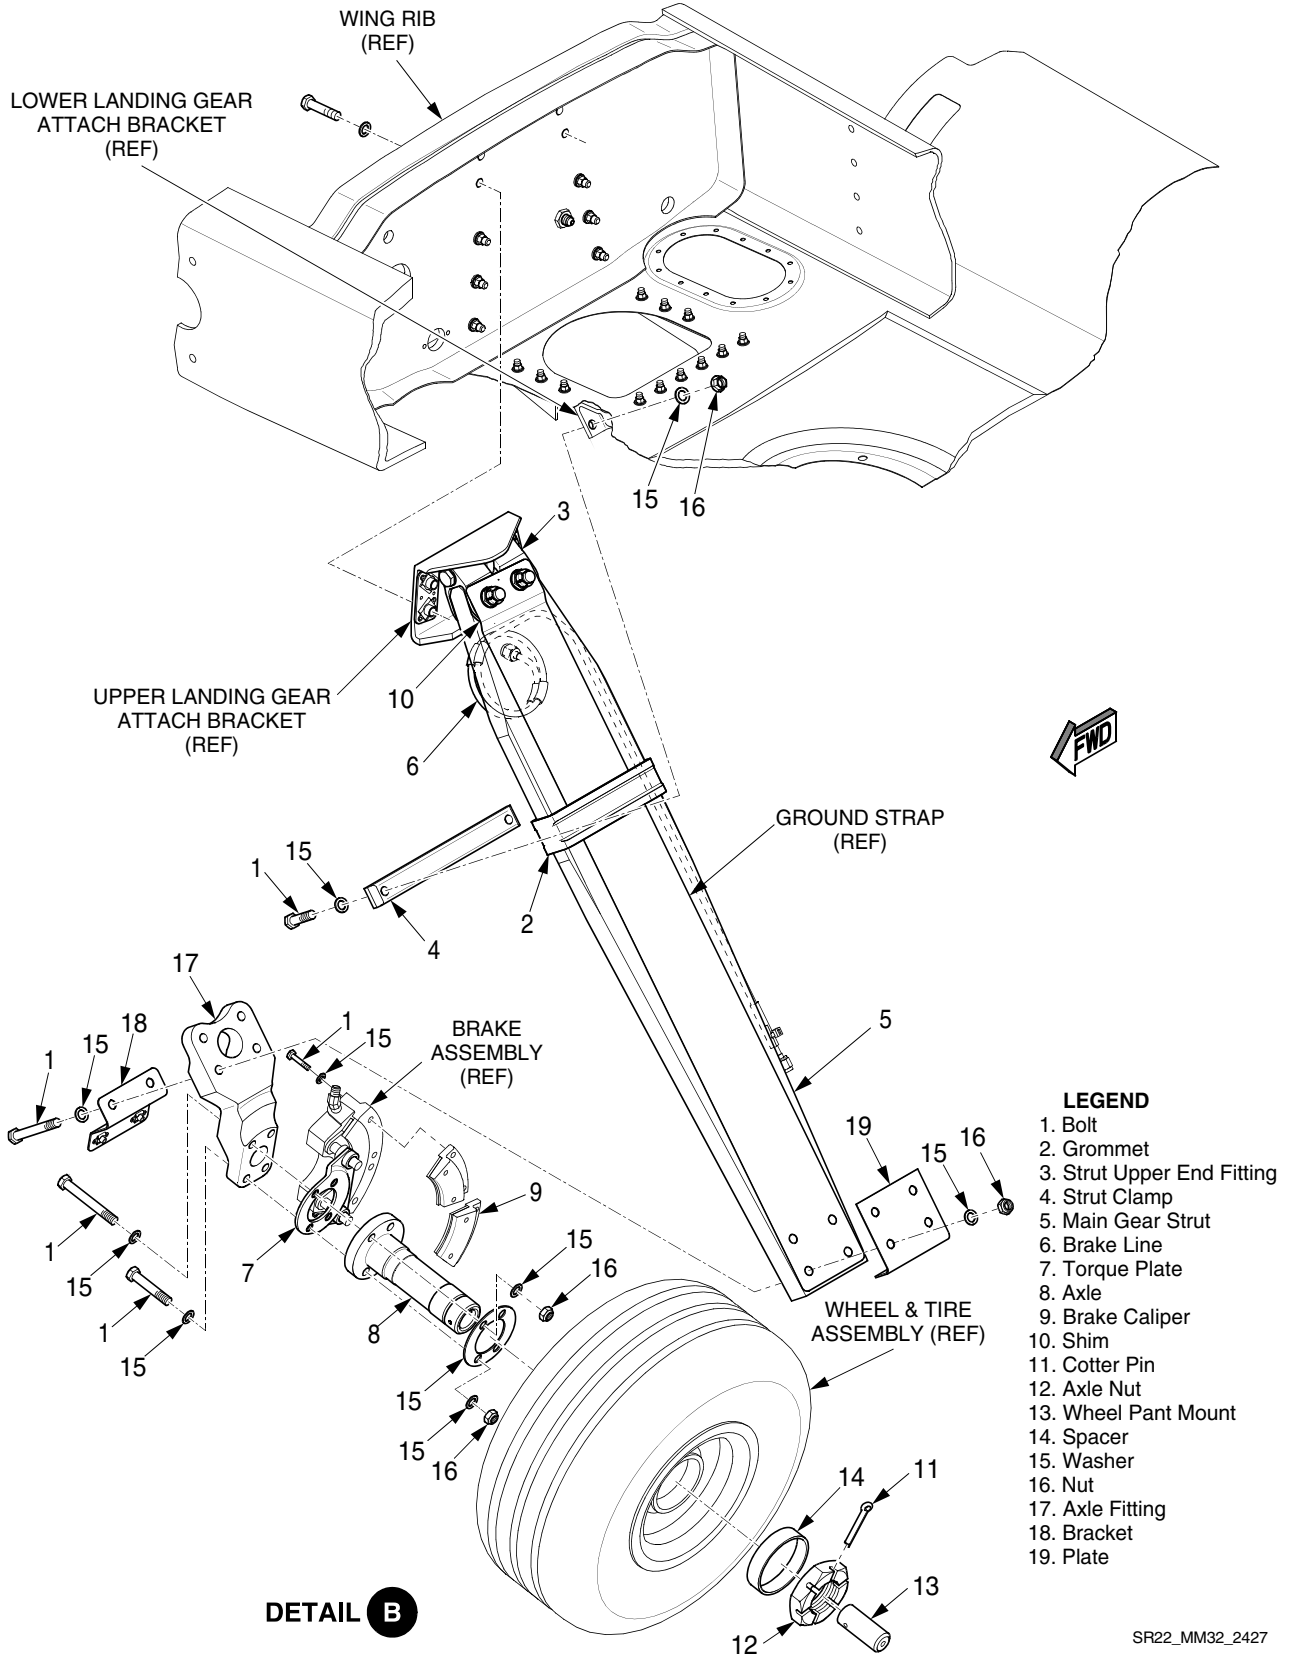 WING RIB
(REF)
LOWER LANDING GEAR
ATTACH BRACKET
(REF)
15
16
3
UPPER LANDING GEAR
ATTACH BRACKET
(REF)
10
6
FWD
GROUND STRAP
(REF)
1
15
4
2
17
18
15
1
1
15
BRAKE
ASSEMBLY
(REF)
5
19
15
16
9
1
15
1
15
7
8
15
16
15
15
16
WHEEL & TIRE
ASSEMBLY (REF)
14
11
13
12
LEGEND
1. Bolt
2. Grommet
3. Strut Upper End Fitting
4. Strut Clamp
5. Main Gear Strut
6. Brake Line
7. Torque Plate
8. Axle
9. Brake Caliper
10. Shim
11. Cotter Pin
12. Axle Nut
13. Wheel Pant Mount
14. Spacer
15. Washer
16. Nut
17. Axle Fitting
18. Bracket
19. Plate
DETAIL B
SR22_MM32_2427